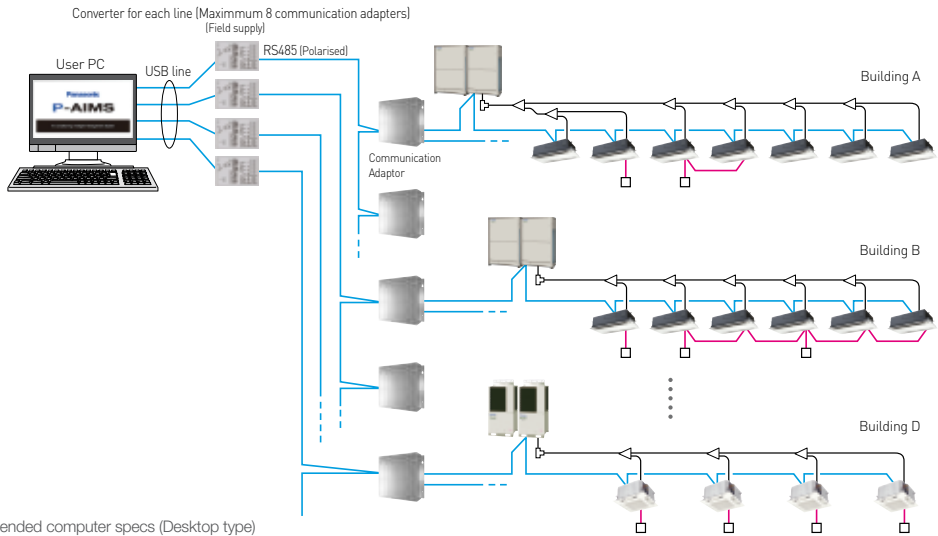 Converter for each line (Maximmum 8 communication adapters)
(Field supply)
RS485 (Polarised)
User PC
USB line
Panasonic
P-AIMS
Communication
Adaptor
Building A
Building B
Building D
ended computer specs (Desktop type)